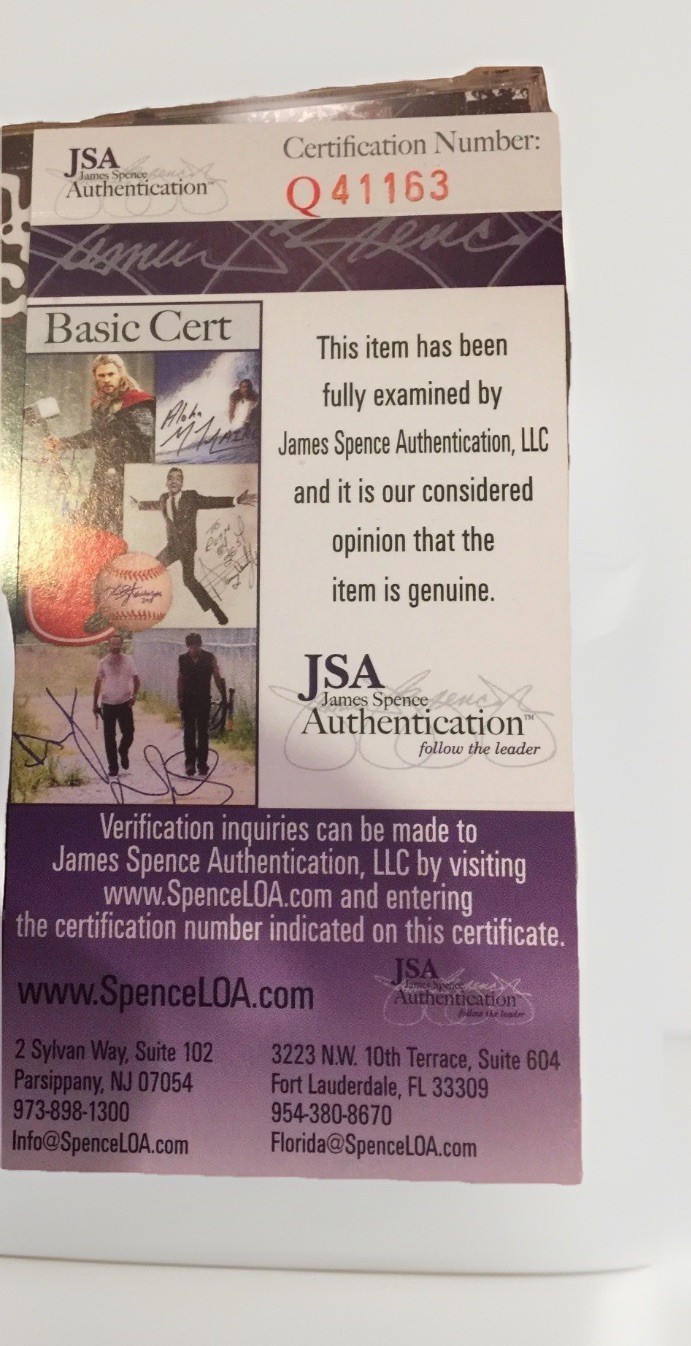 JSA
James Spence
Authentication™
Certification Number:
Q41163
James Spence
Basic Cert
Aloha
This item has been
fully examined by
James Spence Authentication, LLC
and it is our considered
opinion that the
item is genuine.
JSA
James Spence
Authentication™
follow the leader
Verification inquiries can be made to
James Spence Authentication, LLC by visiting
www.SpenceLOA.com and entering
the certification number indicated on this certificate.
www.SpenceLOA.com
JSA
James Spence
Authentication
follow the leader
2 Sylvan Way, Suite 102
Parsippany, NJ 07054
973-898-1300
Info@SpenceLOA.com
3223 N.W. 10th Terrace, Suite 604
Fort Lauderdale, FL 33309
954-380-8670
Florida@SpenceLOA.com